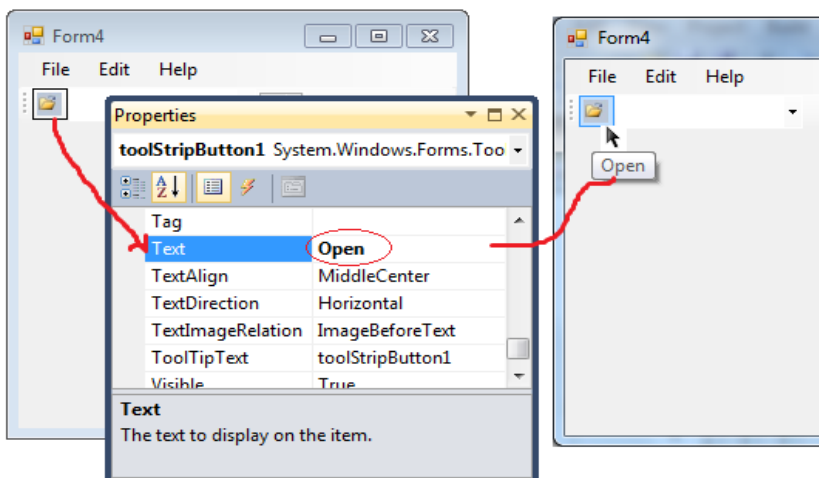 Form4
File Edit Help
Properties
toolStripButton1 System.Windows.Forms.Too
Tag
Text Open
TextAlign MiddleCenter
TextDirection Horizontal
TextImageRelation ImageBeforeText
ToolTipText toolStripButton1
Visible True
Text
The text to display on the item.
Form4
File Edit Help
Open